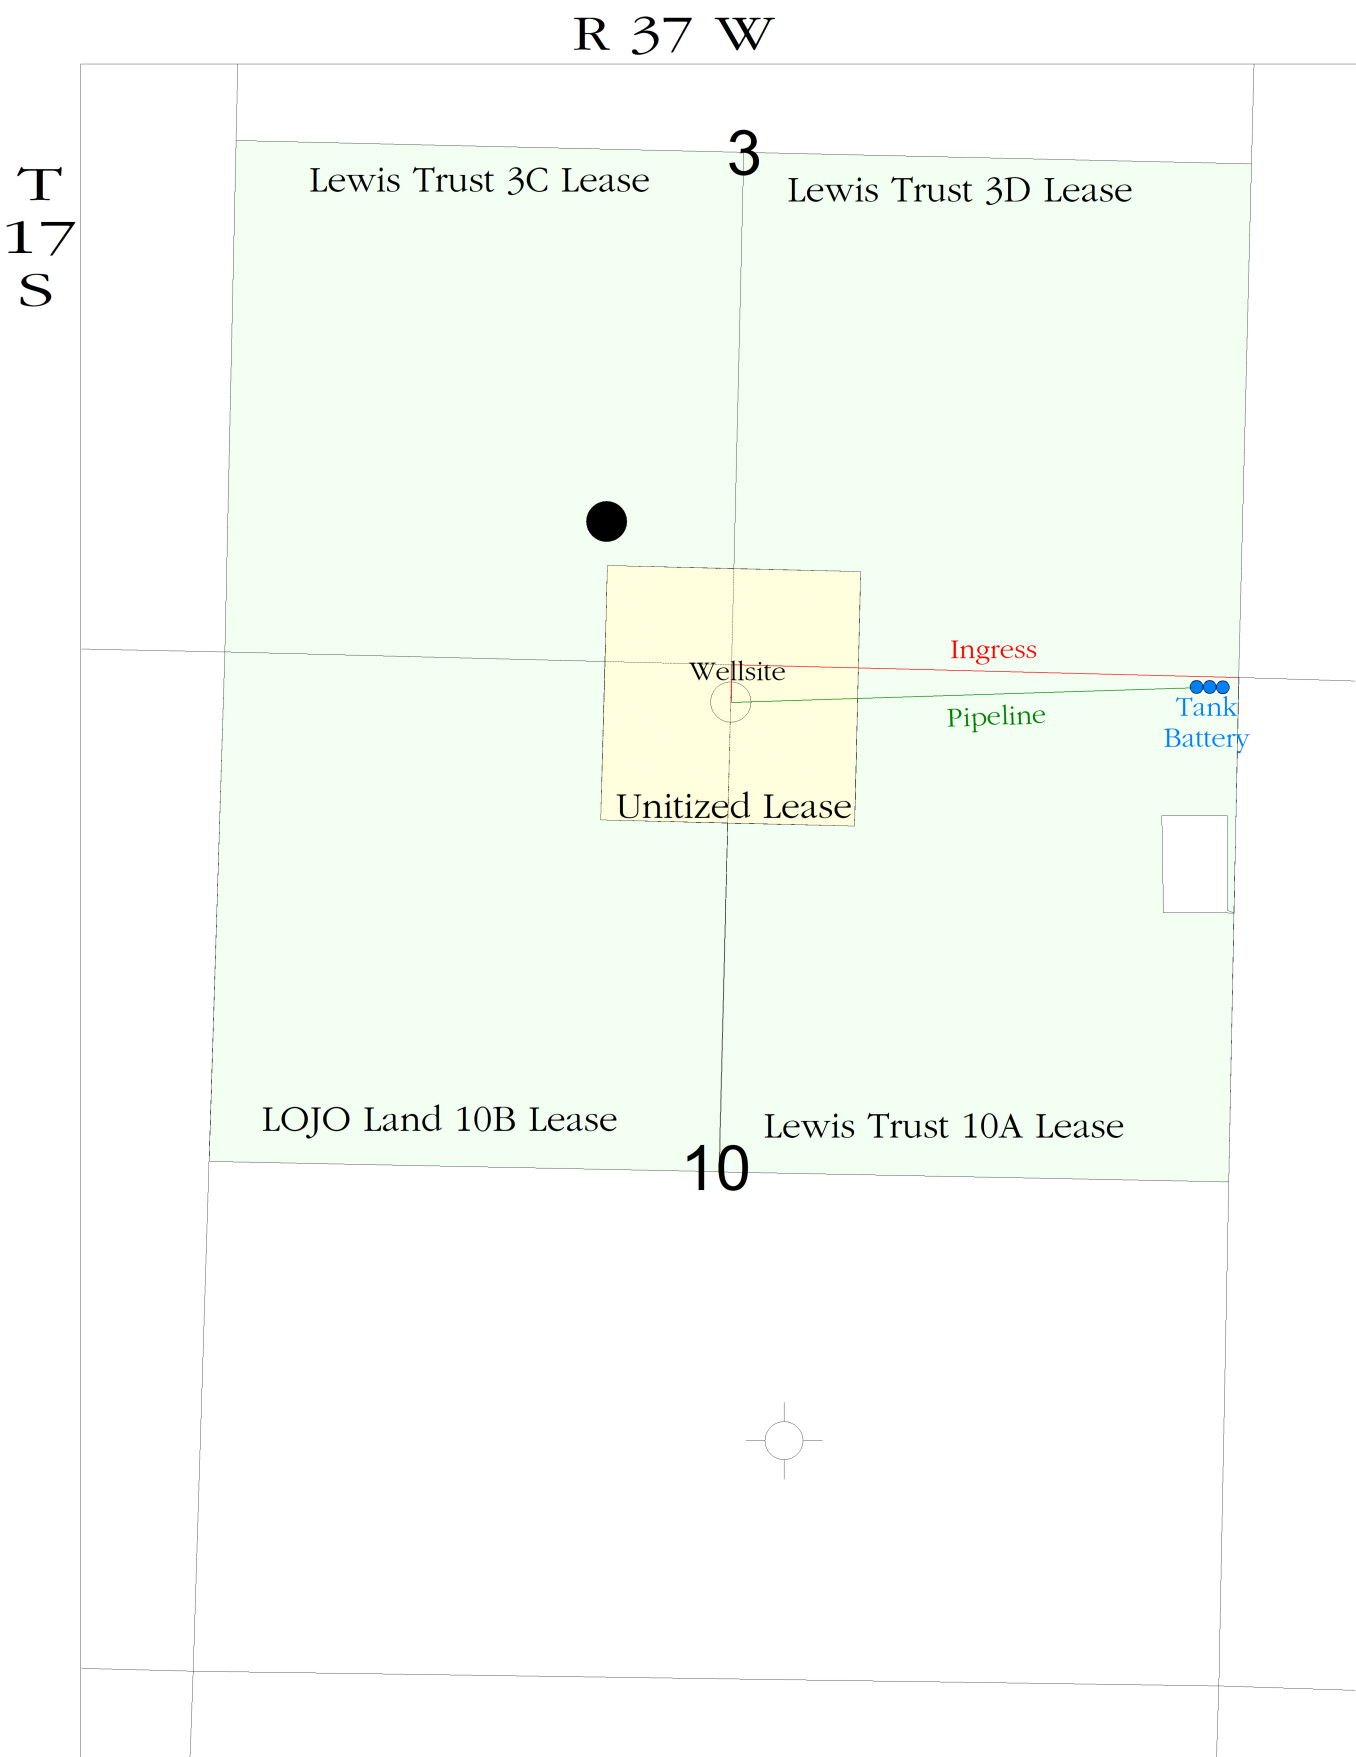 R 37 W
T
17
S
3
Lewis Trust 3C Lease
Lewis Trust 3D Lease
Ingress
Wellsite
Pipeline
Tank
Battery
Unitized Lease
LOJO Land 10B Lease
Lewis Trust 10A Lease
10